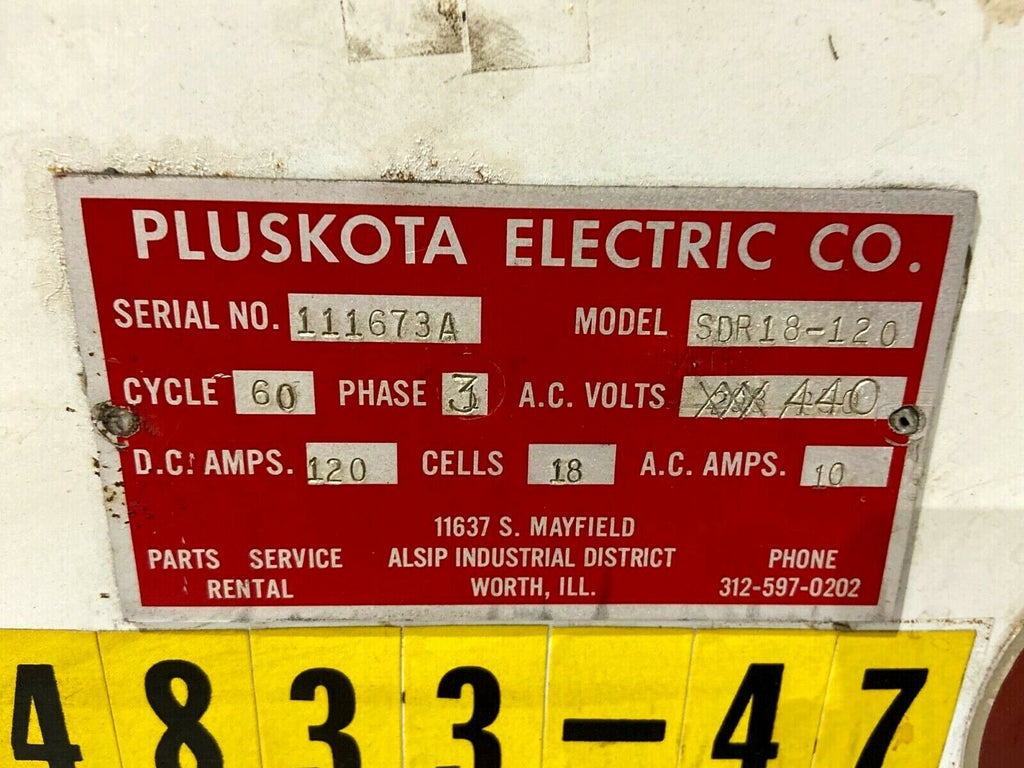 PLUSKOTA ELECTRIC CO.
SERIAL NO. 111673A MODEL SDR18-120
CYCLE 60 PHASE 3 A.C. VOLTS 440
D.C. AMPS. 120 CELLS 18 A.C. AMPS. 10
11637 S. MAYFIELD
PARTS SERVICE ALSIP INDUSTRIAL DISTRICT PHONE
RENTAL WORTH, ILL. 312-597-0202
4833-47